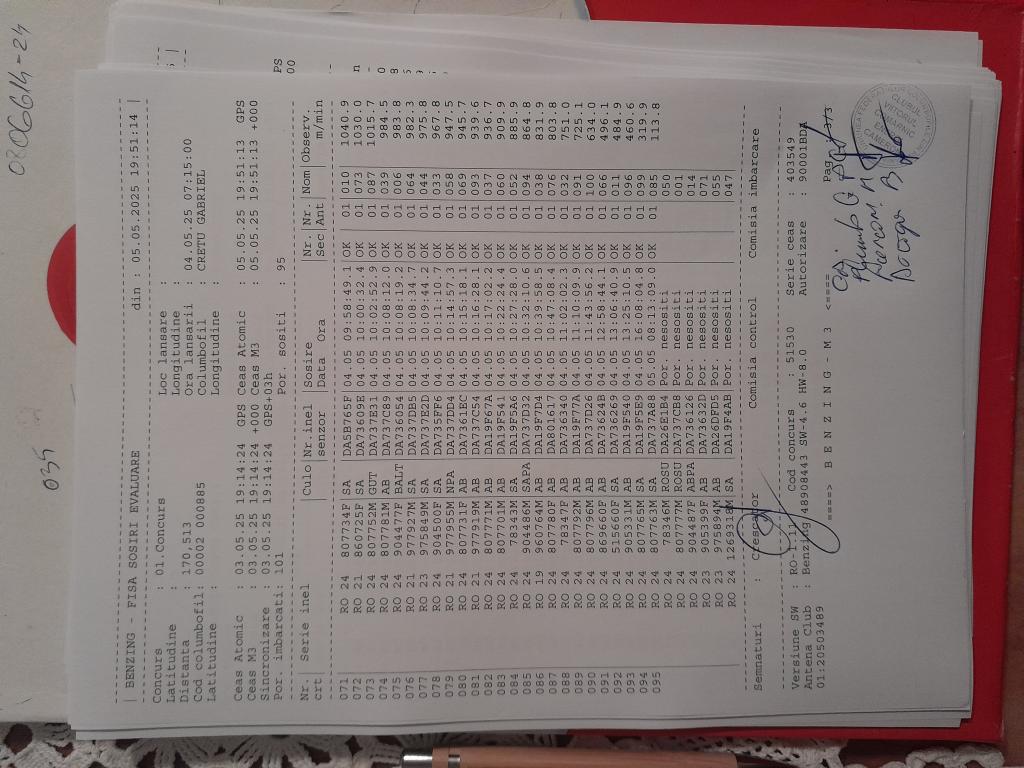 | BENZING - FISA SOSIRI EVALUARE din : 05.05.2025 19:51:14 |
Concurs : 01.Concurs Loc lansare :
Latitudine : Longitudine :
Distanta : 170,513 Ora lansarii : 04.05.25 07:15:00
Cod columbofil: 00002 000885 Columbofil : CRETU GABRIEL
Latitudine : Longitudine :
Ceas Atomic : 03.05.25 19:14:24 GPS Ceas Atomic : 05.05.25 19:51:13 GPS
Ceas M3 : 03.05.25 19:14:24 +000 Ceas M3 : 05.05.25 19:51:13 +000
Sincronizare : 03.05.25 19:14:24 GPS+03h
Por. imbarcati: 101 Por. sositi : 95
Nr. | Serie inel | Culo | Nr.inel | Sosire | Nr. | Nr. | Nom | Observ.
crt | senzor | Data Ora | Sec | Ant | m/min
071 RO 24 807734F SA DA5B765F 04.05 09:58:49.1 OK 01 010 1040.9
072 RO 21 860725F SA DA73609E 04.05 10:00:32.4 OK 01 073 1030.0
073 RO 24 807752M GUT DA737B31 04.05 10:02:52.9 OK 01 087 1015.7
074 RO 24 807781M AB DA737C89 04.05 10:08:12.0 OK 01 039 984.5
075 RO 24 904477F BALT DA736054 04.05 10:08:19.2 OK 01 006 983.8
076 RO 21 977927M SA DA737DB5 04.05 10:08:34.7 OK 01 064 982.3
077 RO 23 975849M SA DA737E2D 04.05 10:09:44.2 OK 01 044 975.8
078 RO 24 904500F SA DA735FF6 04.05 10:11:10.7 OK 01 033 967.8
079 RO 21 977955M NPA DA737DD4 04.05 10:14:57.3 OK 01 058 947.5
080 RO 24 807731F AB DA7361EC 04.05 10:15:18.1 OK 01 069 945.7
081 RO 21 977919M AB DA737C54 04.05 10:16:28.1 OK 01 093 939.6
082 RO 24 807771M AB DA19F67A 04.05 10:17:02.2 OK 01 037 936.7
083 RO 24 807701M AB DA19F541 04.05 10:22:24.4 OK 01 060 909.9
084 RO 24 78343M SA DA19F3A6 04.05 10:27:28.0 OK 01 052 885.9
085 RO 24 904486M SAPA DA737D32 04.05 10:32:10.6 OK 01 094 864.8
086 RO 19 960764M AB DA19F7D4 04.05 10:39:58.5 OK 01 038 831.9
087 RO 24 807780F AB DA801617 04.05 10:47:08.4 OK 01 076 803.8
088 RO 24 78347F AB DA736340 04.05 11:02:02.3 OK 01 032 751.0
089 RO 24 807792M AB DA19F77A 04.05 11:10:09.9 OK 01 091 725.1
090 RO 24 807796M AB DA737D26 04.05 11:43:56.2 OK 01 100 634.0
091 RO 24 869660F AB DA73624B 04.05 12:58:44.1 OK 01 066 496.1
092 RO 24 515660F SA DA736269 04.05 13:06:40.9 OK 01 011 484.9
093 RO 24 905331M AB DA19F540 04.05 13:25:10.5 OK 01 096 460.6
094 RO 24 807765M SA DA19F5E9 04.05 16:08:04.8 OK 01 099 319.9
095 RO 24 807763M SA DA737A88 05.05 08:13:09.0 OK 01 085 113.8
RO 24 78346M ROSU DA26E1B4 Por. nesositi 050
RO 24 807777M ROSU DA737CB8 Por. nesositi 001
RO 24 904487F ABPA DA736126 Por. nesositi 014
RO 23 905399F AB DA73632D Por. nesositi 071
RO 23 975894M AB DA26DFD5 Por. nesositi 055
RO 24 1269318M SA DA19F4AB Por. nesositi 047
Semnaturi : Crescator Comisia control Comisia imbarcare
Versiune SW : RO-1.11 Cod concurs : 51530 Serie ceas : 403549
Antena Club : Benzing 48908443 SW-4.6 HW-8.0 Autorizare : 90001BDA
01:20503489 ====> B E N Z I N G - M 3 <==== Pag.
035
0806614-24